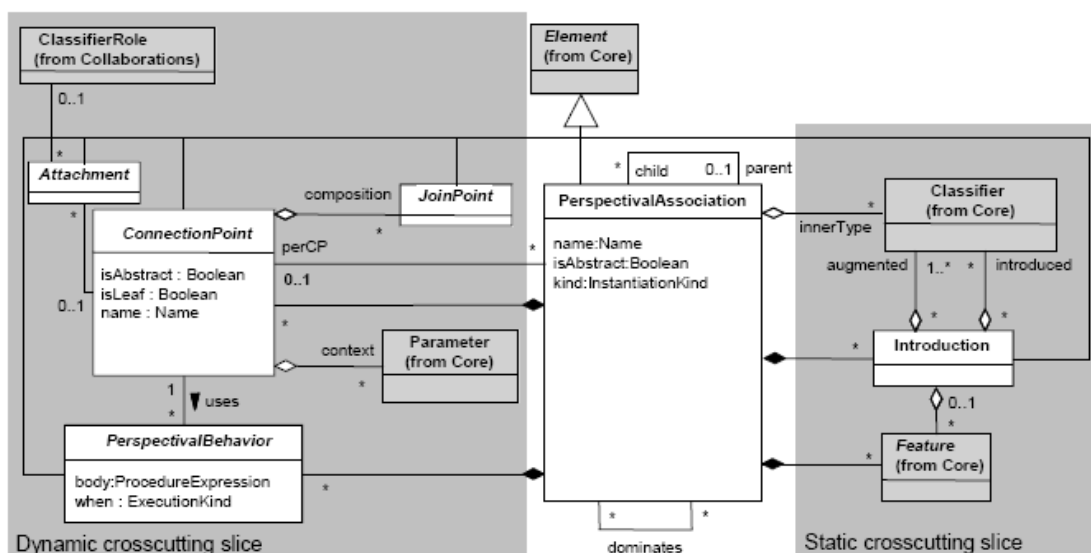 ClassifierRole
(from Collaborations)
0..1
*
Attachment
*
0..1
composition
*
JoinPoint
ConnectionPoint
isAbstract : Boolean
isLeaf : Boolean
name : Name
perCP
0..1
*
*
context
*
Parameter
(from Core)
1
uses
*
PerspectivalBehavior
body:ProcedureExpression
when : ExecutionKind
*
Dynamic crosscutting slice
Element
(from Core)
*
child
0..1
parent
PerspectivalAssociation
name:Name
isAbstract:Boolean
kind:InstantiationKind
*
*
dominates
innerType
*
Classifier
(from Core)
augmented
1..*
*
introduced
*
*
*
Introduction
0..1
*
*
Feature
(from Core)
Static crosscutting slice